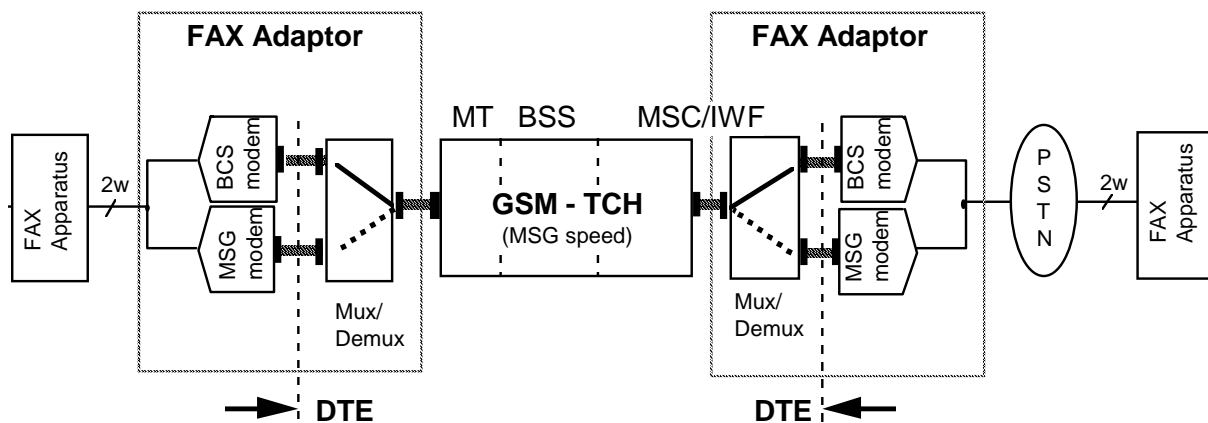 FAX Adaptor
FAX Adaptor
MT BSS MSC/IWF
FAX
Apparatus
2w
BCS
modem
MSG
modem
Mux/
Demux
GSM - TCH
(MSG speed)
Mux/
Demux
BCS
modem
MSG
modem
PSTN
2w
FAX
Apparatus
DTE
DTE